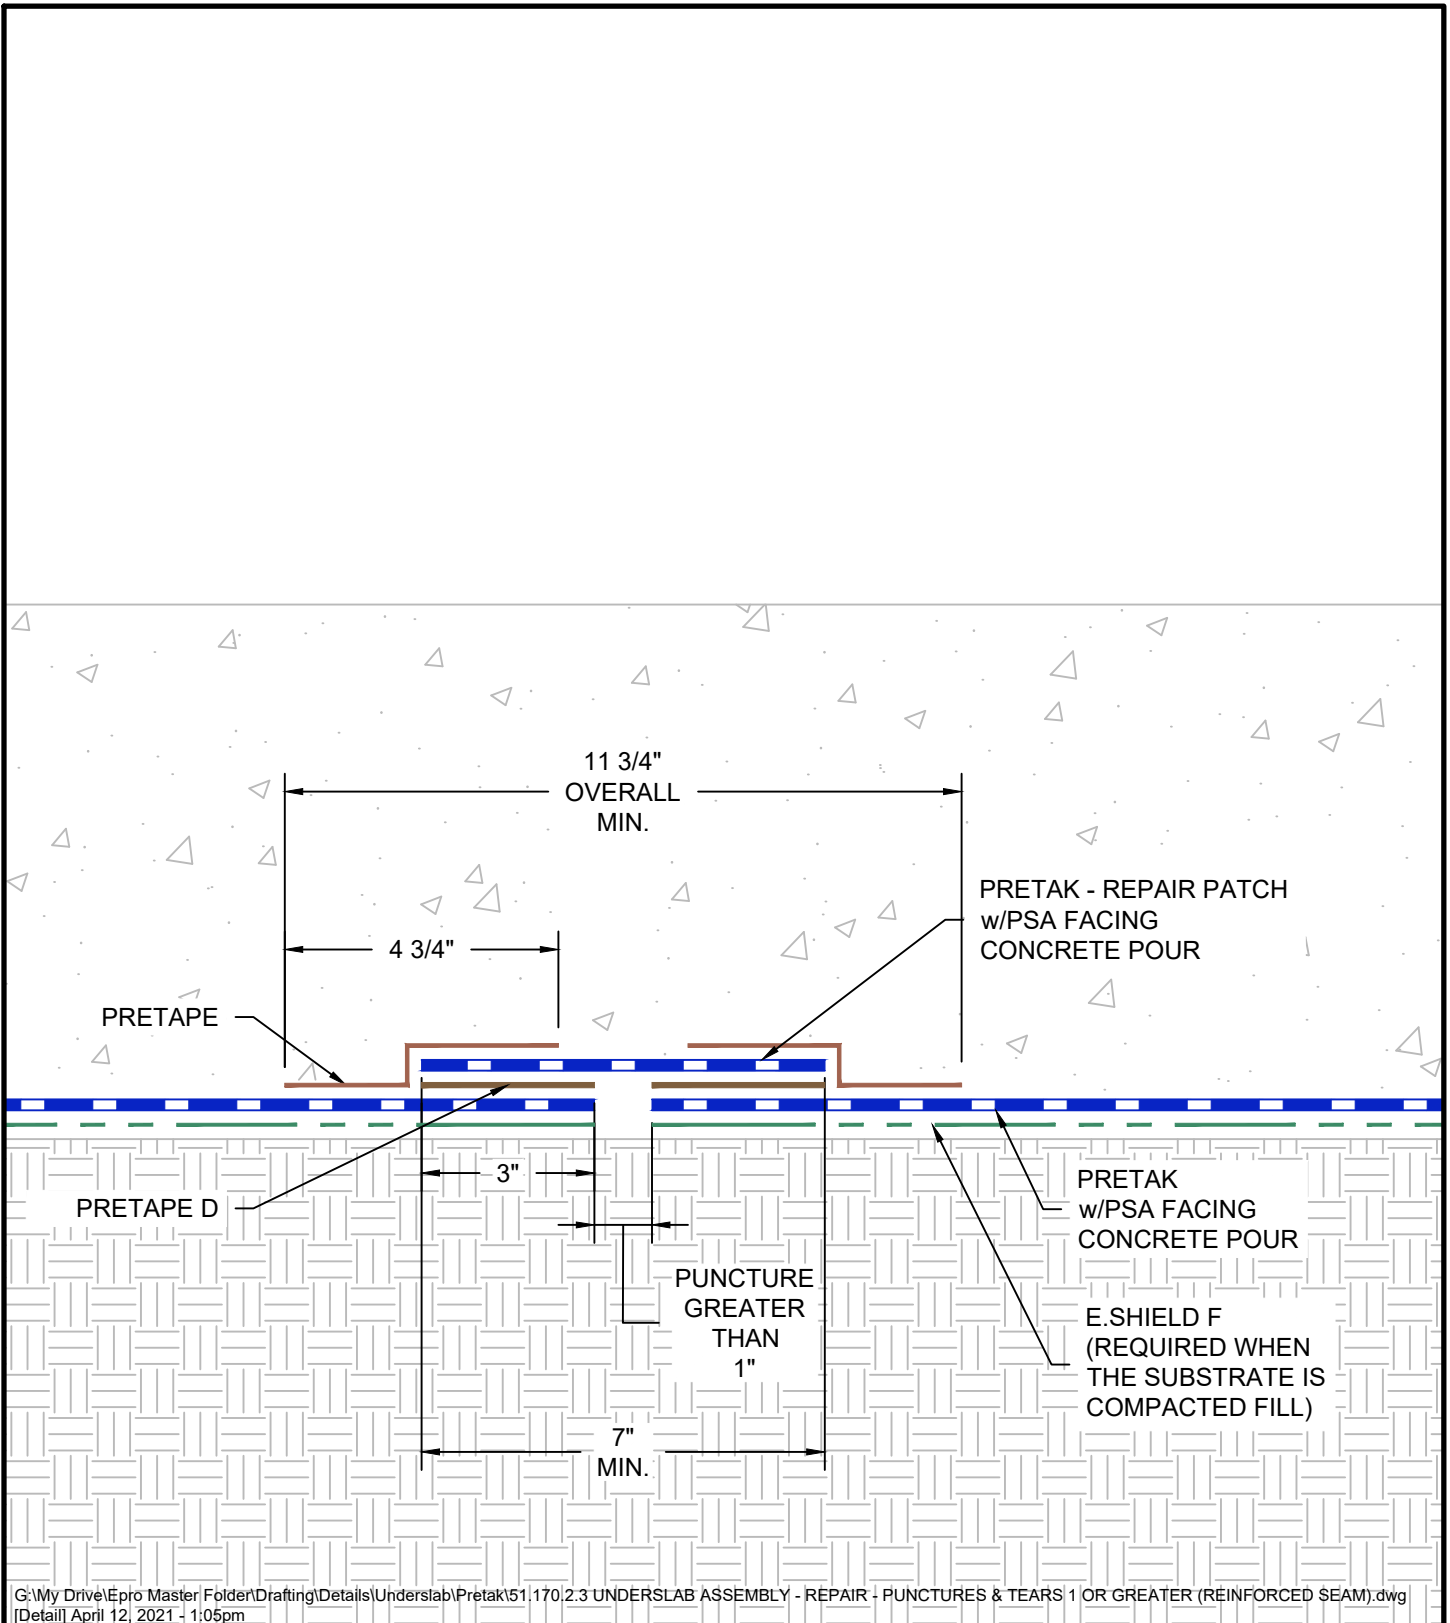 11 3/4"
OVERALL
MIN.
PRETAK - REPAIR PATCH
w/PSA FACING
CONCRETE POUR
4 3/4"
PRETAPE
3"
PRETAPE D
PRETAK
w/PSA FACING
CONCRETE POUR
PUNCTURE
GREATER
THAN
1"
E.SHIELD F
(REQUIRED WHEN
THE SUBSTRATE IS
COMPACTED FILL)
7"
MIN.
G:\My Drive\Epro Master Folder\Drafting\Details\Underslab\Pretak\51.170.2.3 UNDERSLAB ASSEMBLY - REPAIR - PUNCTURES & TEARS 1 OR GREATER (REINFORCED SEAM).dwg
[Detail] April 12, 2021 - 1:05pm